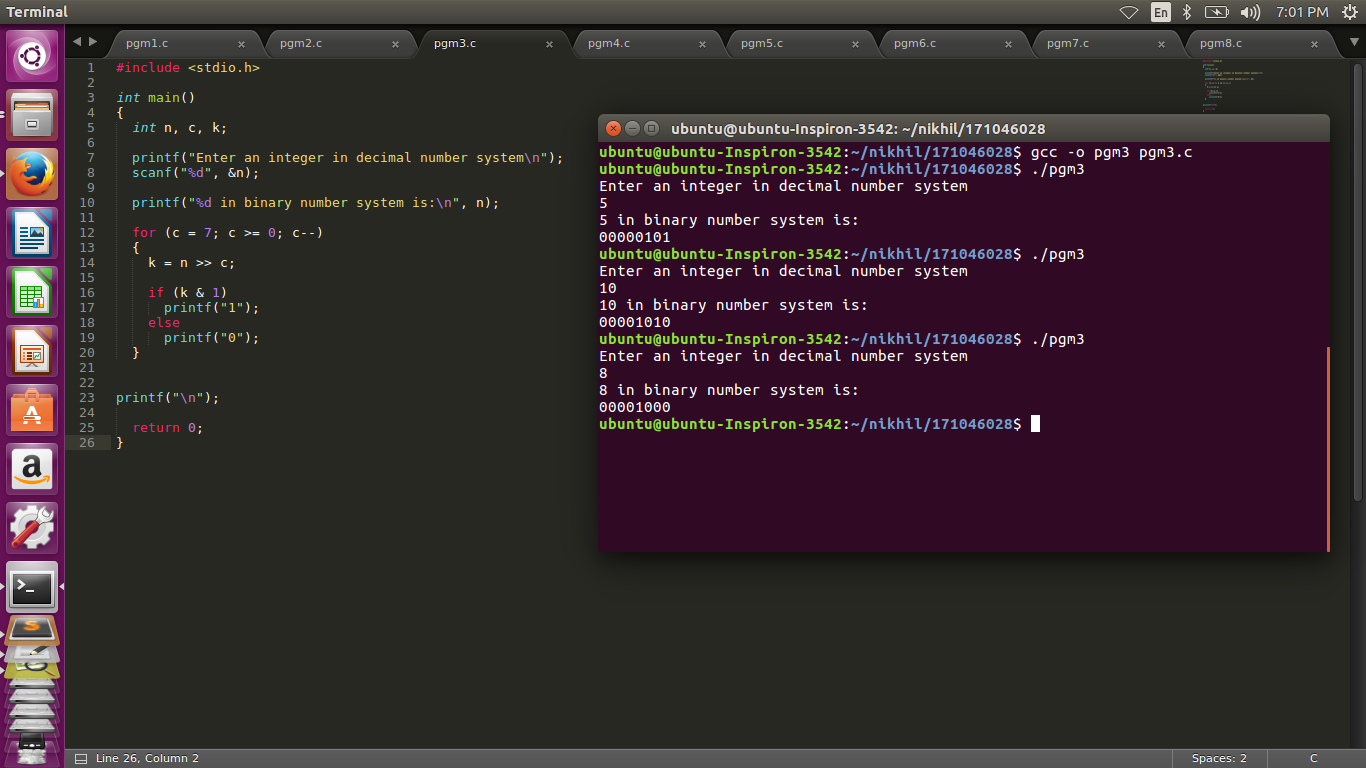 Terminal
En
7:01 PM
pgm1.c
pgm2.c
pgm3.c
pgm4.c
pgm5.c
pgm6.c
pgm7.c
pgm8.c
1 #include <stdio.h>
2
3 int main()
4 {
5   int n, c, k;
6
7   printf("Enter an integer in decimal number system\n");
8   scanf("%d", &n);
9
10   printf("%d in binary number system is:\n", n);
11
12   for (c = 7; c >= 0; c--)
13   {
14     k = n >> c;
15
16     if (k & 1)
17       printf("1");
18     else
19       printf("0");
20   }
21
22
23 printf("\n");
24
25   return 0;
26 }
ubuntu@ubuntu-Inspiron-3542: ~/nikhil/171046028
ubuntu@ubuntu-Inspiron-3542:~/nikhil/171046028$ gcc -o pgm3 pgm3.c
ubuntu@ubuntu-Inspiron-3542:~/nikhil/171046028$ ./pgm3
Enter an integer in decimal number system
5
5 in binary number system is:
00000101
ubuntu@ubuntu-Inspiron-3542:~/nikhil/171046028$ ./pgm3
Enter an integer in decimal number system
10
10 in binary number system is:
00001010
ubuntu@ubuntu-Inspiron-3542:~/nikhil/171046028$ ./pgm3
Enter an integer in decimal number system
8
8 in binary number system is:
00001000
ubuntu@ubuntu-Inspiron-3542:~/nikhil/171046028$
Line 26, Column 2
Spaces: 2
C